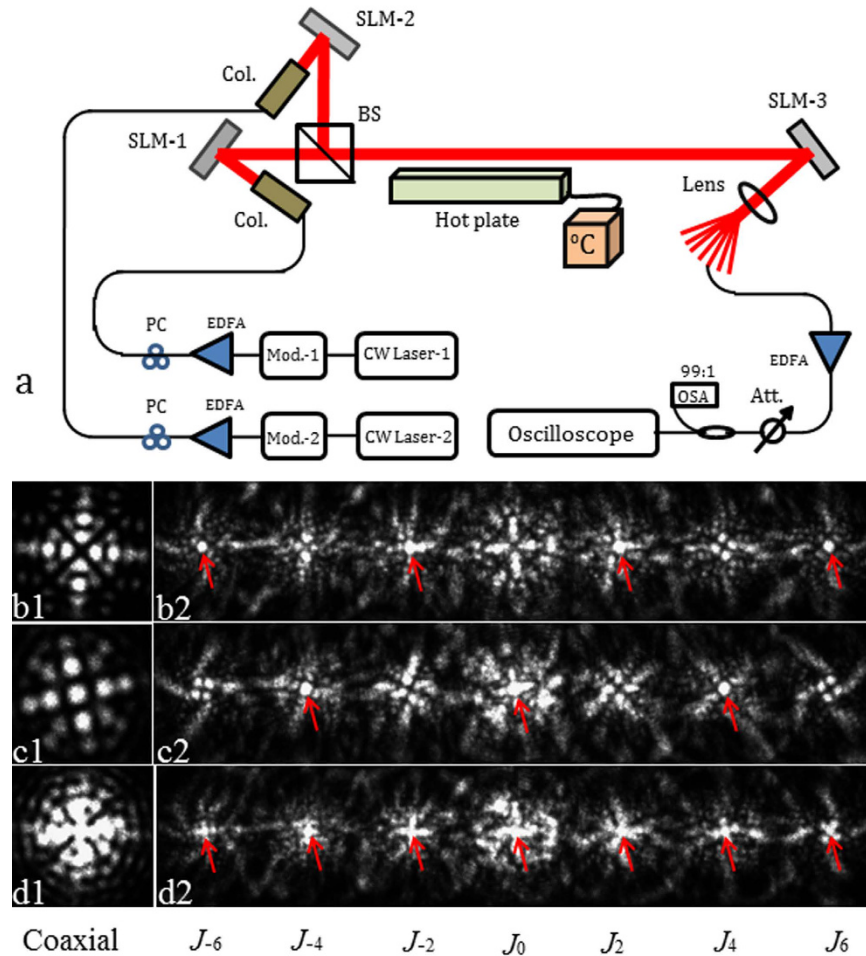 SLM-2
Col.
SLM-1
BS
SLM-3
Col.
Hot plate
Lens
ºC
PC
EDFA
Mod.-1
CW Laser-1
a
PC
EDFA
Mod.-2
CW Laser-2
EDFA
99:1
OSA
Att.
Oscilloscope
b1
b2
c1
c2
d1
d2
Coaxial J-6 J-4 J-2 J0 J2 J4 J6